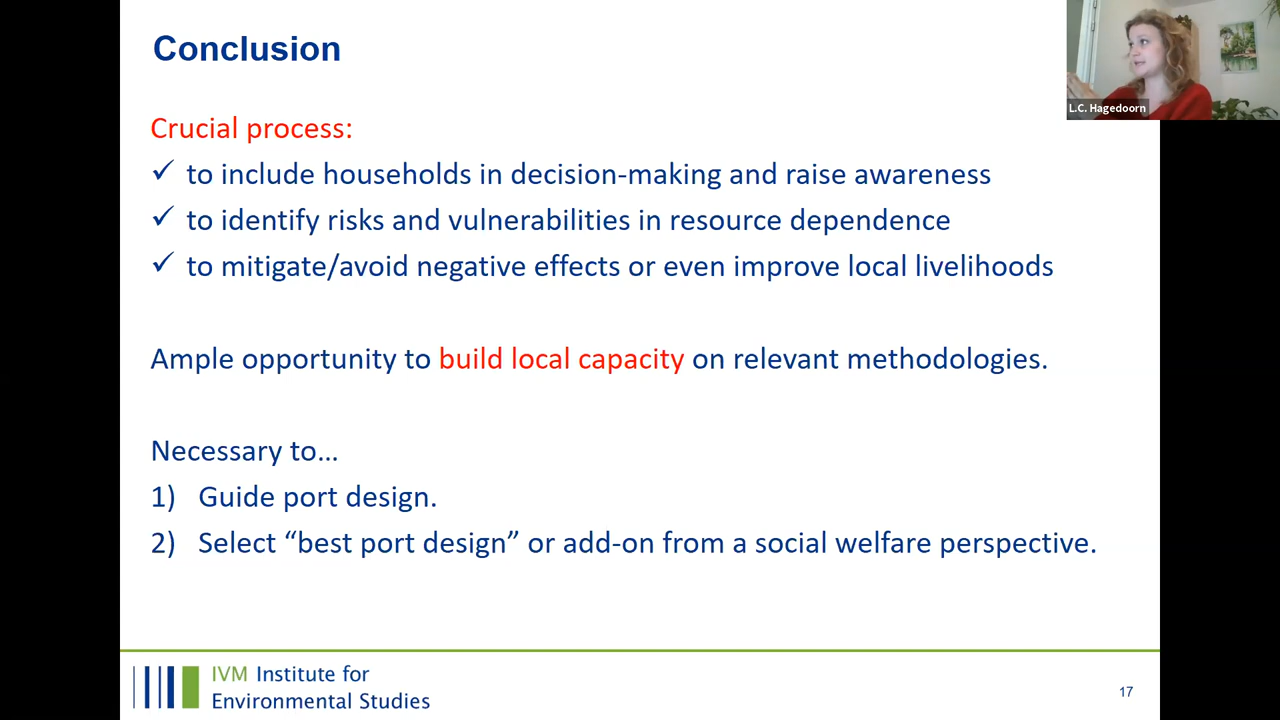 Conclusion
L.C. Hagedoorn
Crucial process:
✓ to include households in decision-making and raise awareness
✓ to identify risks and vulnerabilities in resource dependence
✓ to mitigate/avoid negative effects or even improve local livelihoods
Ample opportunity to build local capacity on relevant methodologies.
Necessary to…
1) Guide port design.
2) Select “best port design” or add-on from a social welfare perspective.
IVM Institute for
Environmental Studies
17